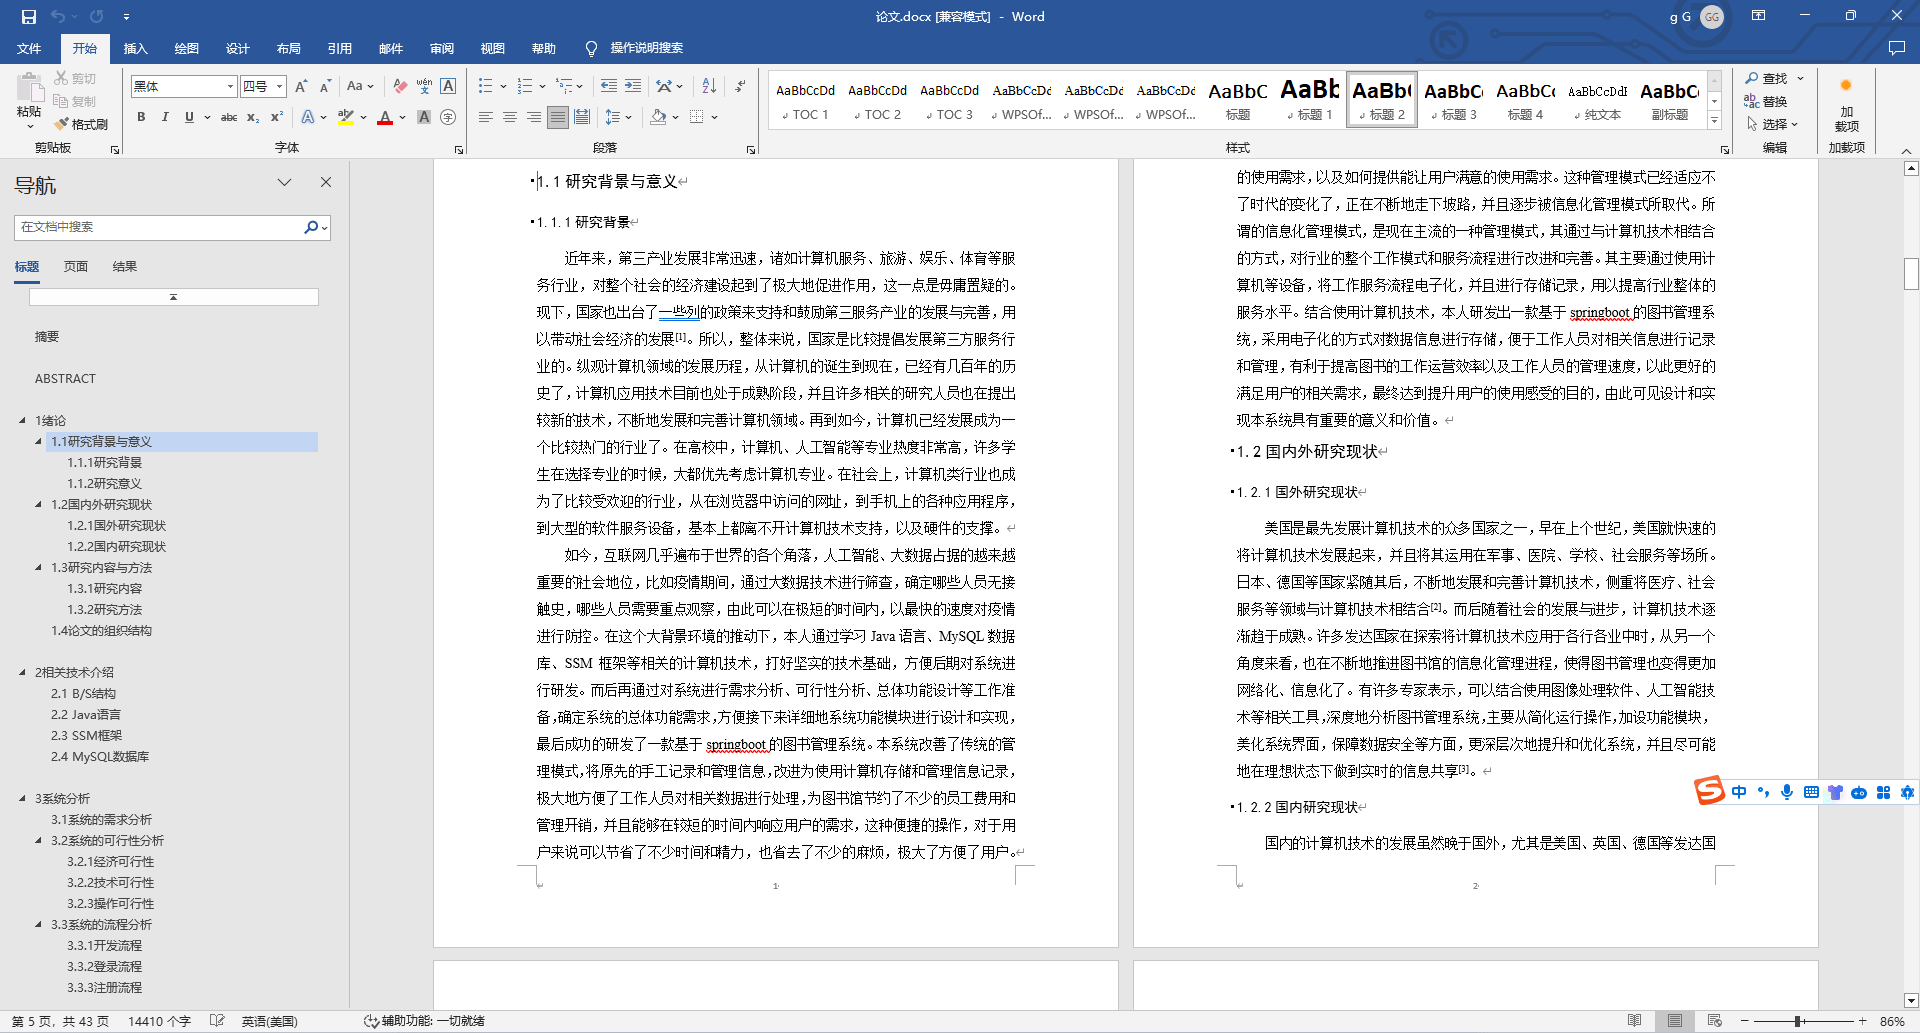 论文.docx [兼容模式] - Word
g G
GG
文件 开始 插入 绘图 设计 布局 引用 邮件 审阅 视图 帮助 操作说明搜索
粘贴
剪切
复制
格式刷
剪贴板
黑体
四号
Aa
wén
A
B I U abc x₂ x²
A
字
字体
段落
AaBbCcDd AaBbCcDd AaBbCcDd AaBbCcDd AaBbCcDd AaBbCcDd AaBbC AaBb AaBb AaBbC AaBbC AaBbCcDdI AaBbC
TOC 1 TOC 2 TOC 3 WPSOf... WPSOf... WPSOf... 标题 标题 1 标题 2 标题 3 标题 4 纯文本 副标题
样式
查找
替换
选择
编辑
加
载项
加载项
导航
在文档中搜索
标题 页面 结果
摘要
ABSTRACT
1绪论
1.1研究背景与意义
1.1.1研究背景
1.1.2研究意义
1.2国内外研究现状
1.2.1国外研究现状
1.2.2国内研究现状
1.3研究内容与方法
1.3.1研究内容
1.3.2研究方法
1.4论文的组织结构
2相关技术介绍
2.1 B/S结构
2.2 Java语言
2.3 SSM框架
2.4 MySQL数据库
3系统分析
3.1系统的需求分析
3.2系统的可行性分析
3.2.1经济可行性
3.2.2技术可行性
3.2.3操作可行性
3.3系统的流程分析
3.3.1开发流程
3.3.2登录流程
3.3.3注册流程
1.1 研究背景与意义
1.1.1 研究背景
近年来，第三产业发展非常迅速，诸如计算机服务、旅游、娱乐、体育等服
务行业，对整个社会的经济建设起到了极大地促进作用，这一点是毋庸置疑的。
现下，国家也出台了一些列的政策来支持和鼓励第三服务产业的发展与完善，用
以带动社会经济的发展[1]。所以，整体来说，国家是比较提倡发展第三方服务行
业的。纵观计算机领域的发展历程，从计算机的诞生到现在，已经有几百年的历
史了，计算机应用技术目前也处于成熟阶段，并且许多相关的研究人员也在提出
较新的技术，不断地发展和完善计算机领域。再到如今，计算机已经发展成为一
个比较热门的行业了。在高校中，计算机、人工智能等专业热度非常高，许多学
生在选择专业的时候，大都优先考虑计算机专业。在社会上，计算机类行业也成
为了比较受欢迎的行业，从在浏览器中访问的网址，到手机上的各种应用程序，
到大型的软件服务设备，基本上都离不开计算机技术支持，以及硬件的支撑。
如今，互联网几乎遍布于世界的各个角落，人工智能、大数据占据的越来越
重要的社会地位，比如疫情期间，通过大数据技术进行筛查，确定哪些人员无接
触史，哪些人员需要重点观察，由此可以在极短的时间内，以最快的速度对疫情
进行防控。在这个大背景环境的推动下，本人通过学习 Java 语言、MySQL 数据
库、SSM 框架等相关的计算机技术，打好坚实的技术基础，方便后期对系统进
行研发。而后再通过对系统进行需求分析、可行性分析、总体功能设计等工作准
备，确定系统的总体功能需求，方便接下来详细地系统功能模块进行设计和实现，
最后成功的研发了一款基于 springboot 的图书管理系统。本系统改善了传统的管
理模式，将原先的手工记录和管理信息，改进为使用计算机存储和管理信息记录，
极大地方便了工作人员对相关数据进行处理，为图书馆节约了不少的员工费用和
管理开销，并且能够在较短的时间内响应用户的需求，这种便捷的操作，对于用
户来说可以节省了不少时间和精力，也省去了不少的麻烦，极大了方便了用户。
1
的使用需求，以及如何提供能让用户满意的使用需求。这种管理模式已经适应不
了时代的变化了，正在不断地走下坡路，并且逐步被信息化管理模式所取代。所
谓的信息化管理模式，是现在主流的一种管理模式，其通过与计算机技术相结合
的方式，对行业的整个工作模式和服务流程进行改进和完善。其主要通过使用计
算机等设备，将工作服务流程电子化，并且进行存储记录，用以提高行业整体的
服务水平。结合使用计算机技术，本人研发出一款基于 springboot 的图书管理系
统，采用电子化的方式对数据信息进行存储，便于工作人员对相关信息进行记录
和管理，有利于提高图书的工作运营效率以及工作人员的管理速度，以此更好的
满足用户的相关需求，最终达到提升用户的使用感受的目的，由此可见设计和实
现本系统具有重要的意义和价值。
1.2 国内外研究现状
1.2.1 国外研究现状
美国是最先发展计算机技术的众多国家之一，早在上个世纪，美国就快速的
将计算机技术发展起来，并且将其运用在军事、医院、学校、社会服务等场所。
日本、德国等国家紧随其后，不断地发展和完善计算机技术，侧重将医疗、社会
服务等领域与计算机技术相结合[2]。而后随着社会的发展与进步，计算机技术逐
渐趋于成熟。许多发达国家在探索将计算机技术应用于各行各业中时，从另一个
角度来看，也在不断地推进图书馆的信息化管理进程，使得图书管理也变得更加
网络化、信息化了。有许多专家表示，可以结合使用图像处理软件、人工智能技
术等相关工具，深度地分析图书管理系统，主要从简化运行操作，加设功能模块，
美化系统界面，保障数据安全等方面，更深层次地提升和优化系统，并且尽可能
地在理想状态下做到实时的信息共享[3]。
1.2.2 国内研究现状
国内的计算机技术的发展虽然晚于国外，尤其是美国、英国、德国等发达国
2
中
第 5 页，共 43 页 14410 个字 英语(美国) 辅助功能: 一切就绪 86%